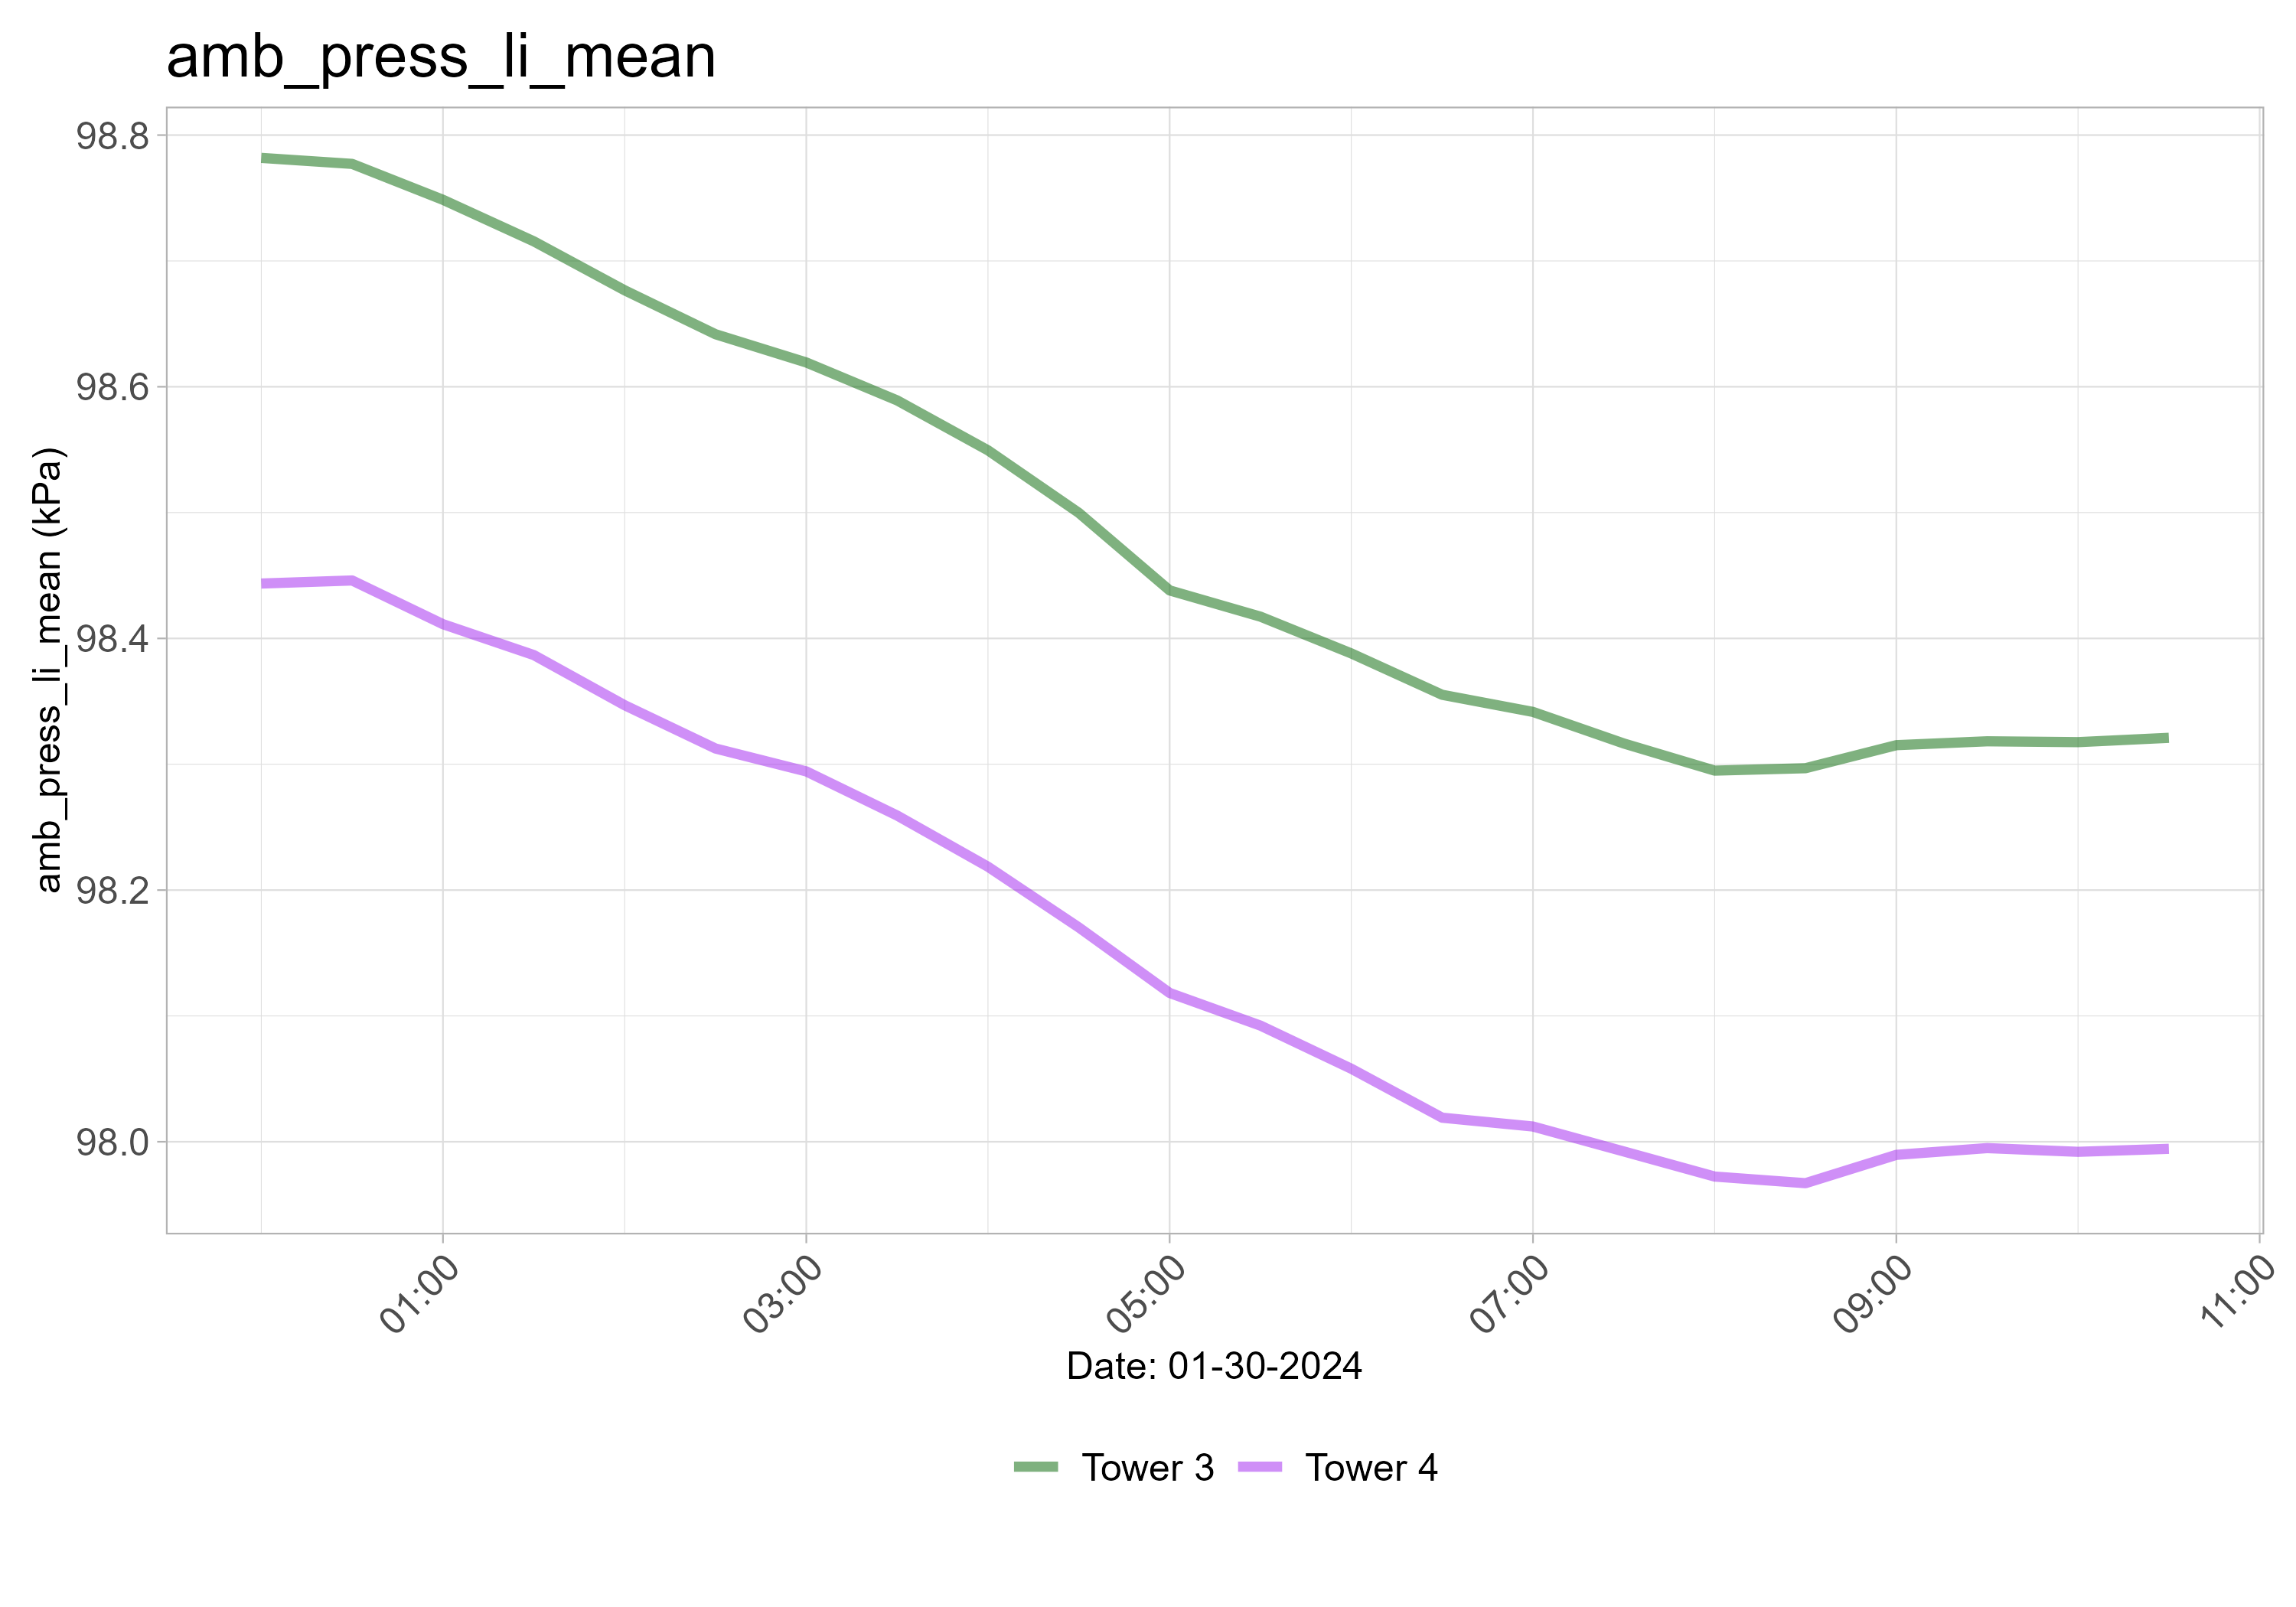 amb_press_li_mean
amb_press_li_mean (kPa)
98.8
98.6
98.4
98.2
98.0
01:00
03:00
05:00
07:00
09:00
11:00
Date: 01-30-2024
Tower 3
Tower 4